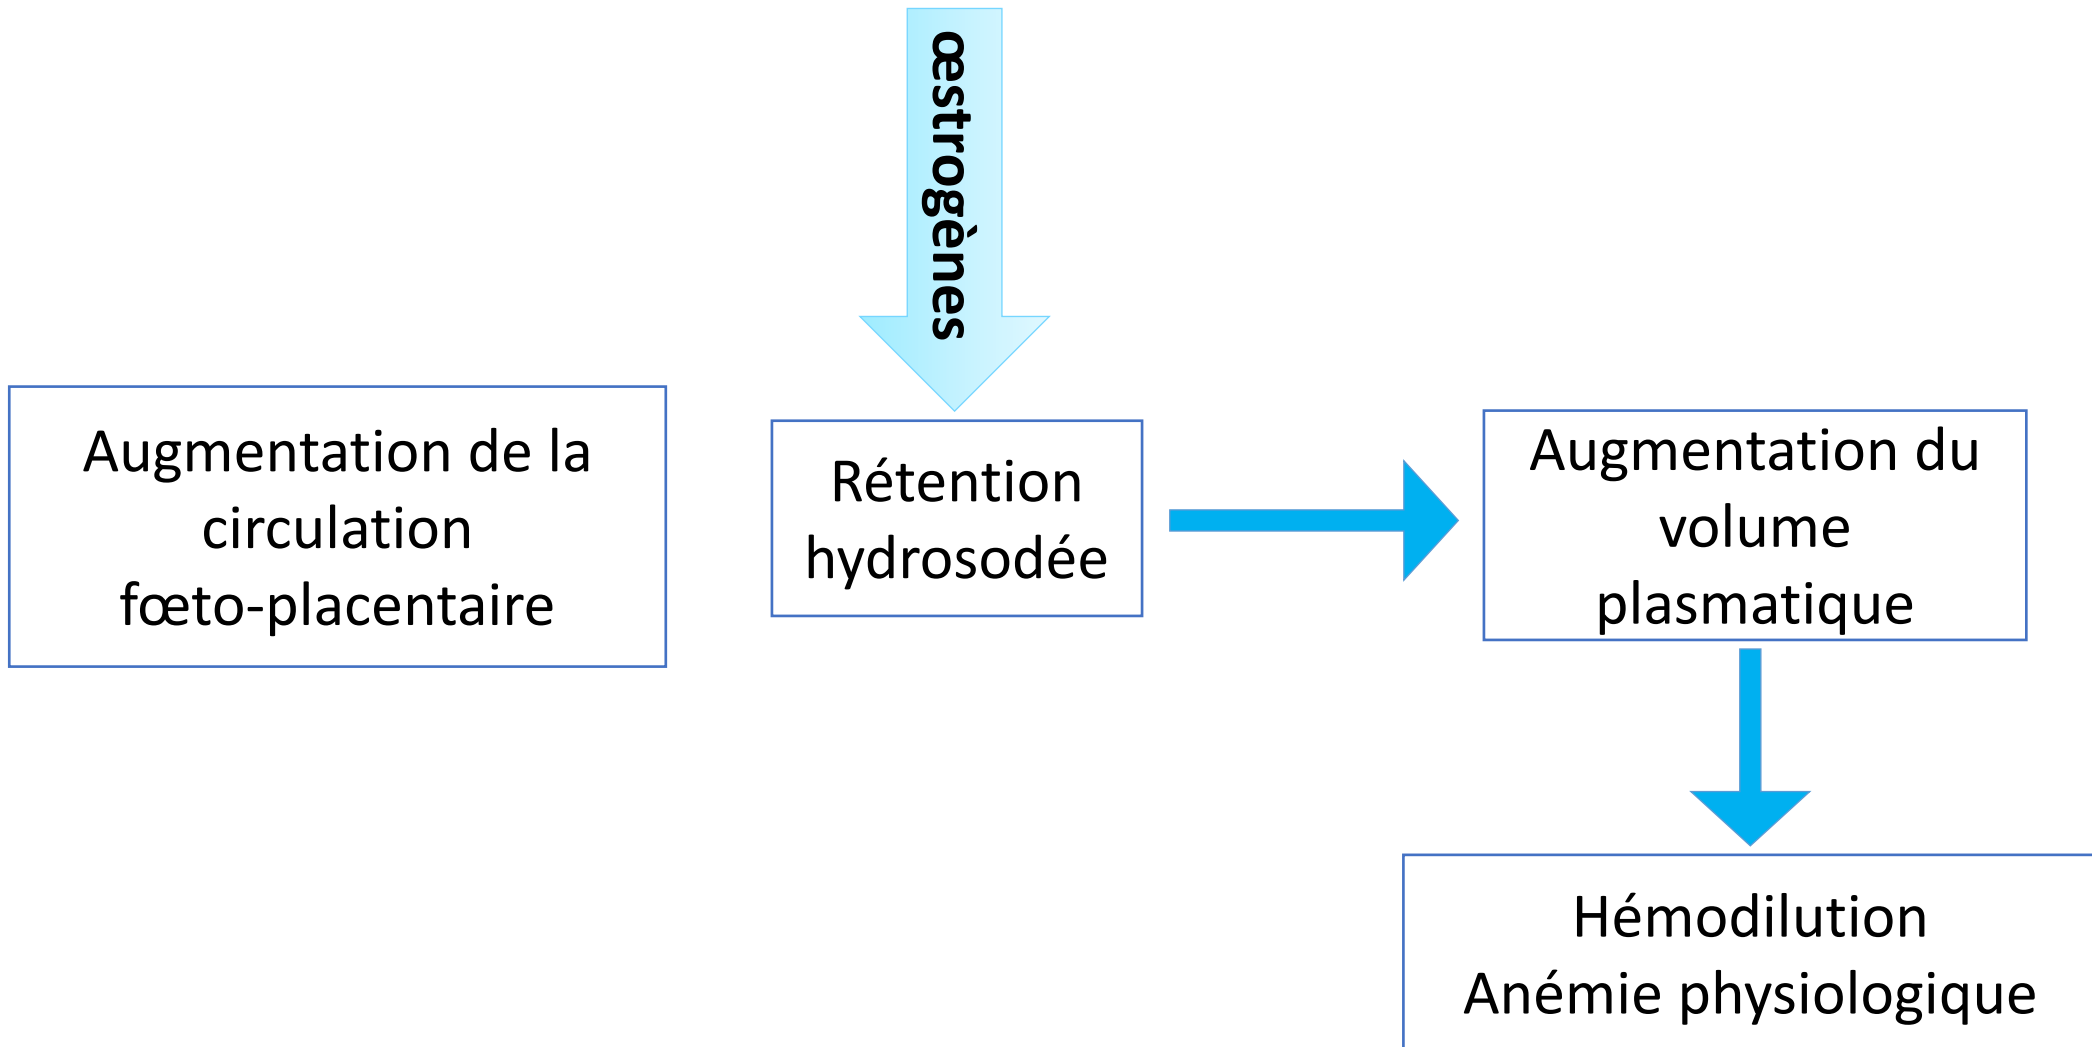 œstrogènes
Augmentation de la
circulation
fœto-placentaire
Rétention
hydrosodée
Augmentation du
volume
plasmatique
Hémodilution
Anémie physiologique